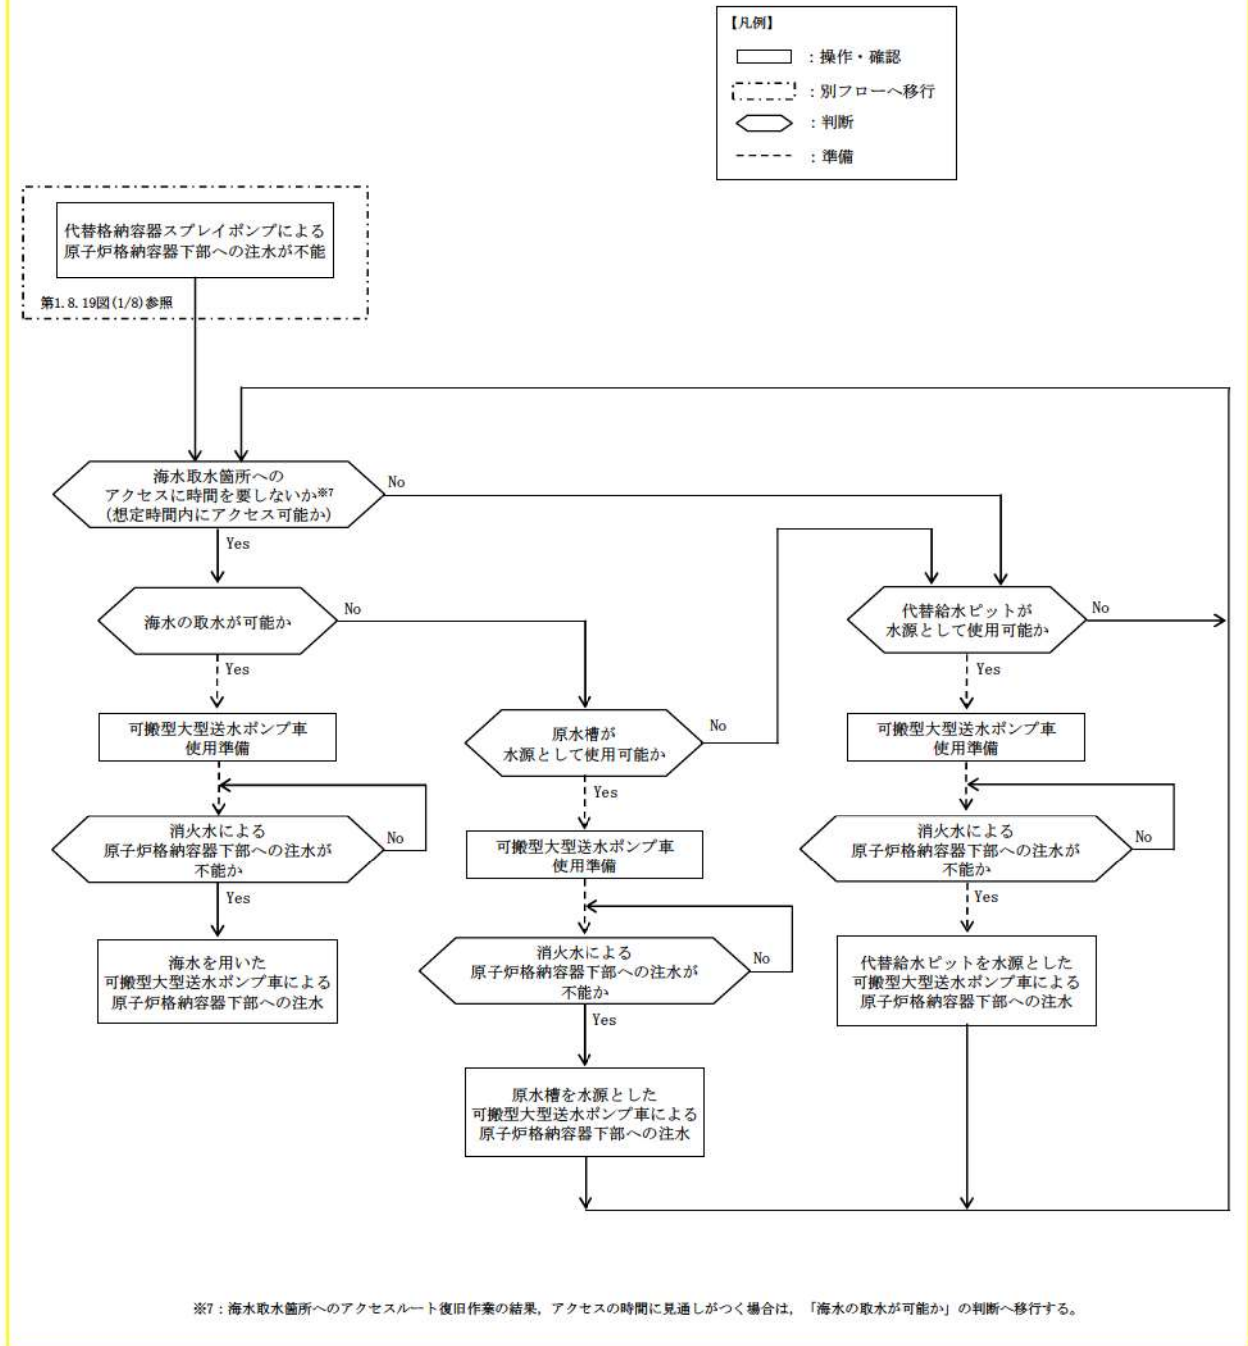 【凡例】
：操作・確認
：別フローへ移行
：判断
：準備
代替格納容器スプレイポンプによる
原子炉格納容器下部への注水が不能
第1.8.19図(1/8)参照
海水取水箇所への
アクセスに時間を要しないか※7
(想定時間内にアクセス可能か)
No
Yes
海水の取水が可能か
No
Yes
代替給水ピットが
水源として使用可能か
No
Yes
可搬型大型送水ポンプ車
使用準備
原水槽が
水源として使用可能か
No
Yes
可搬型大型送水ポンプ車
使用準備
消火水による
原子炉格納容器下部への注水が
不能か
No
Yes
可搬型大型送水ポンプ車
使用準備
消火水による
原子炉格納容器下部への注水が
不能か
No
Yes
海水を用いた
可搬型大型送水ポンプ車による
原子炉格納容器下部への注水
消火水による
原子炉格納容器下部への注水が
不能か
No
Yes
代替給水ピットを水源とした
可搬型大型送水ポンプ車による
原子炉格納容器下部への注水
原水槽を水源とした
可搬型大型送水ポンプ車による
原子炉格納容器下部への注水
※7：海水取水箇所へのアクセスルート復旧作業の結果，アクセスの時間に見通しがつく場合は，「海水の取水が可能か」の判断へ移行する。